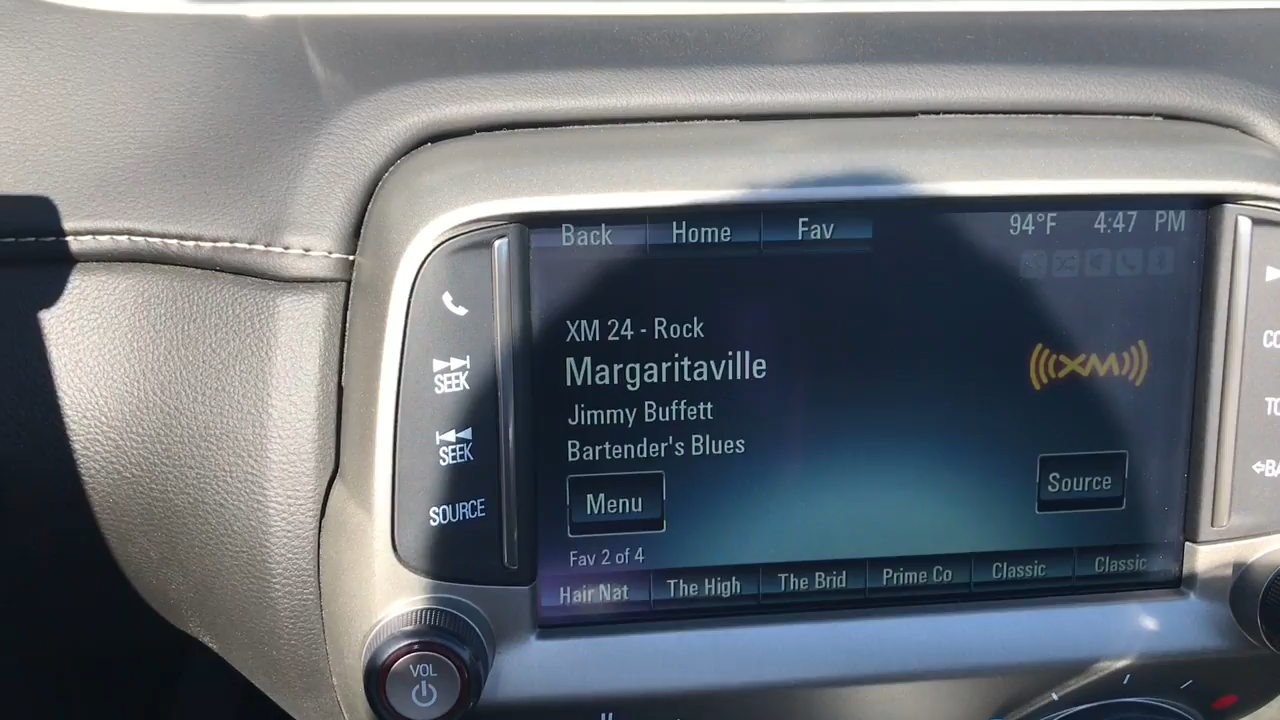 Back Home Fav 94°F 4:47 PM
XM 24 - Rock
Margaritaville
Jimmy Buffett
Bartender's Blues
XM
Menu
Source
Fav 2 of 4
Hair Nat The High The Brid Prime Co Classic Classic
SEEK
SEEK
SOURCE
VOL